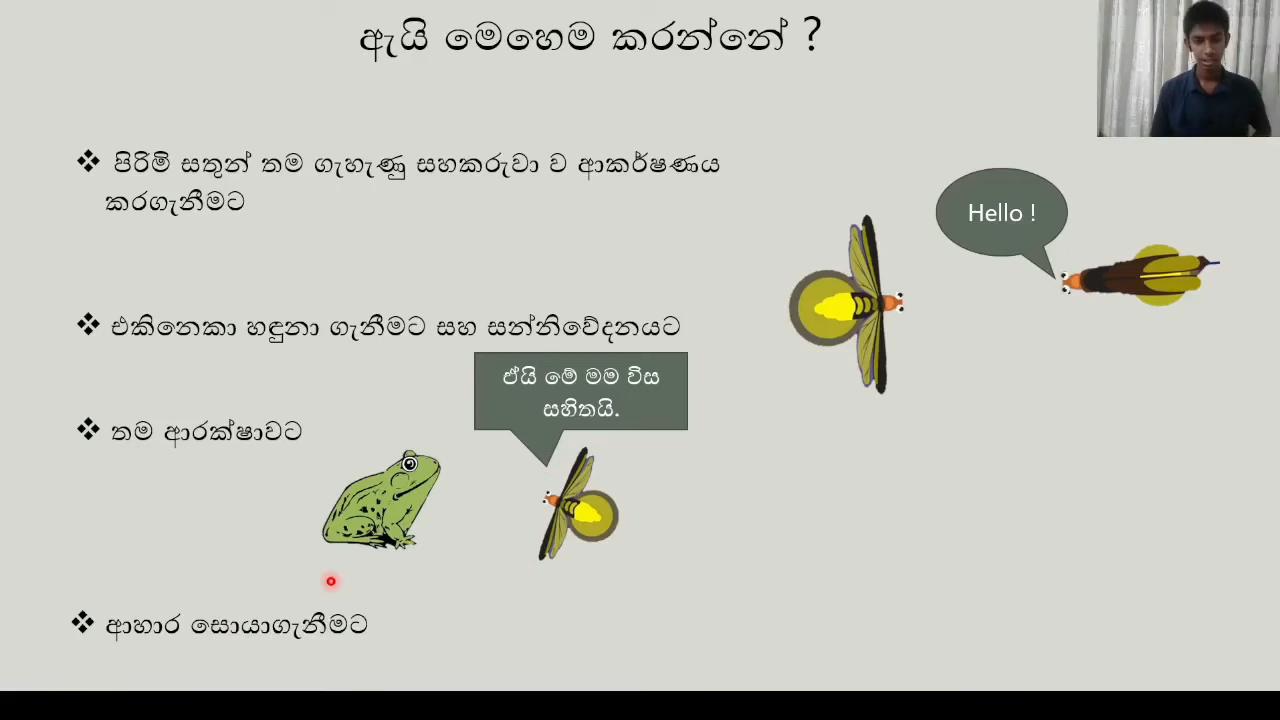 ඇයි මෙහෙම කරන්නේ ?
❖ පිරිමි සතුන් තම ගැහැණු සහකරුවා ව ආකර්ෂණය
කරගැනීමට
Hello !
❖ එකිනෙකා හඳුනා ගැනීමට සහ සන්නිවේදනයට
ඒයි මේ මම විස
සහිතයි.
❖ තම ආරක්ෂාවට
❖ ආහාර සොයාගැනීමට